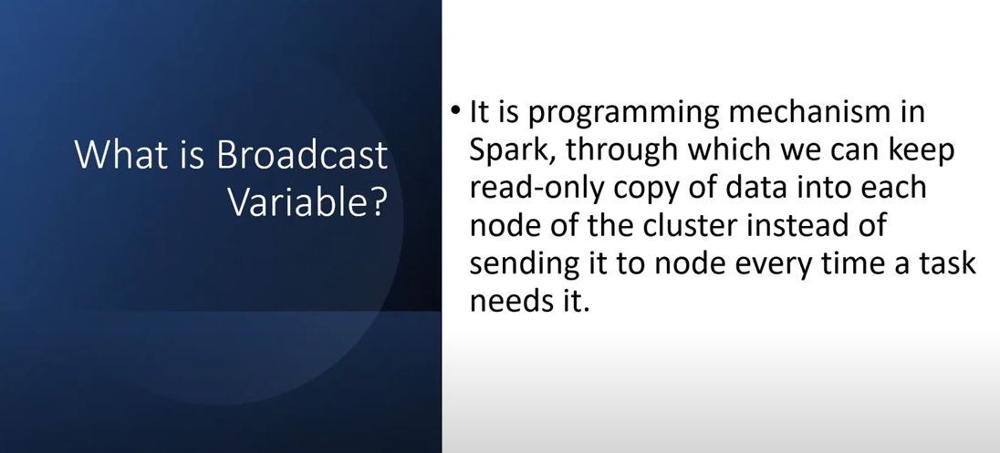 What is Broadcast
Variable?
• It is programming mechanism in
Spark, through which we can keep
read-only copy of data into each
node of the cluster instead of
sending it to node every time a task
needs it.